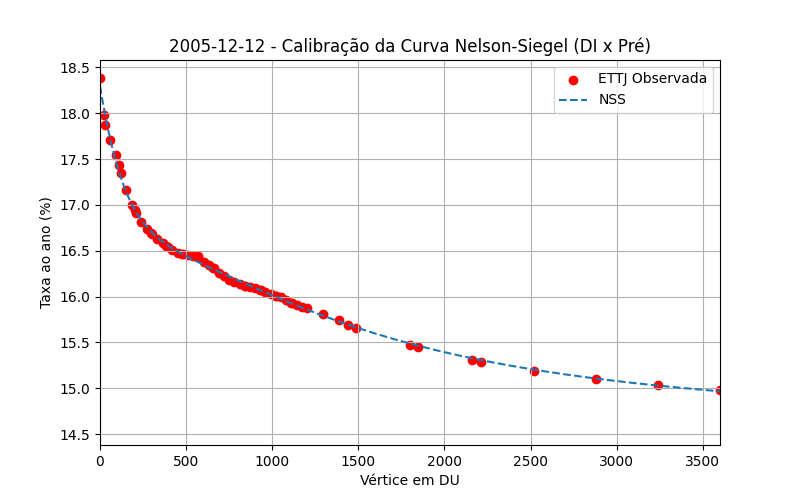 2005-12-12 - Calibração da Curva Nelson-Siegel (DI x Pré)
ETTJ Observada
NSS
Taxa ao ano (%)
18.5
18.0
17.5
17.0
16.5
16.0
15.5
15.0
14.5
0 500 1000 1500 2000 2500 3000 3500
Vértice em DU